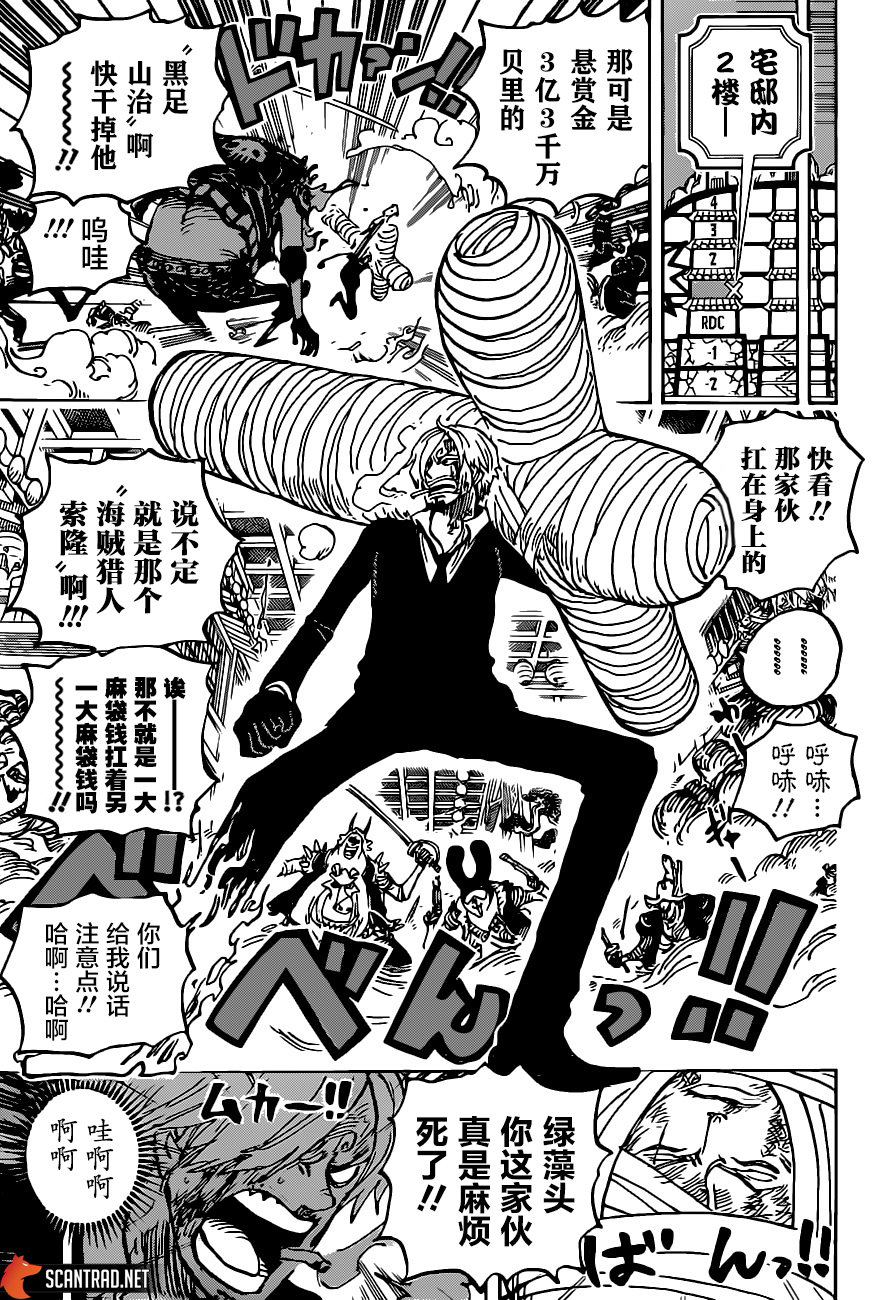 宅邸内
2楼—
4
3
2
RDC
-1
-2
那可是
悬赏金
3亿3千万
贝里的
ドカァン!!
“黑足
山治”啊
快干掉他
~~~~!!
呜哇
!!!
快看!!
那家伙
扛在身上的
说不定
就是那个
“海贼猎人
索隆”啊!!!
呼哧…
呼哧!!
诶——!?
那不就是一大
麻袋钱扛着另
一大麻袋钱吗
~~~~!!
べべんっ!!
你们
给我说话
注意点!!
哈啊…哈啊
ばんっ!!
绿藻头
你这家伙
真是麻烦
死了!!
ムカー!!
哇啊啊
啊啊
SCANTRAD.NET